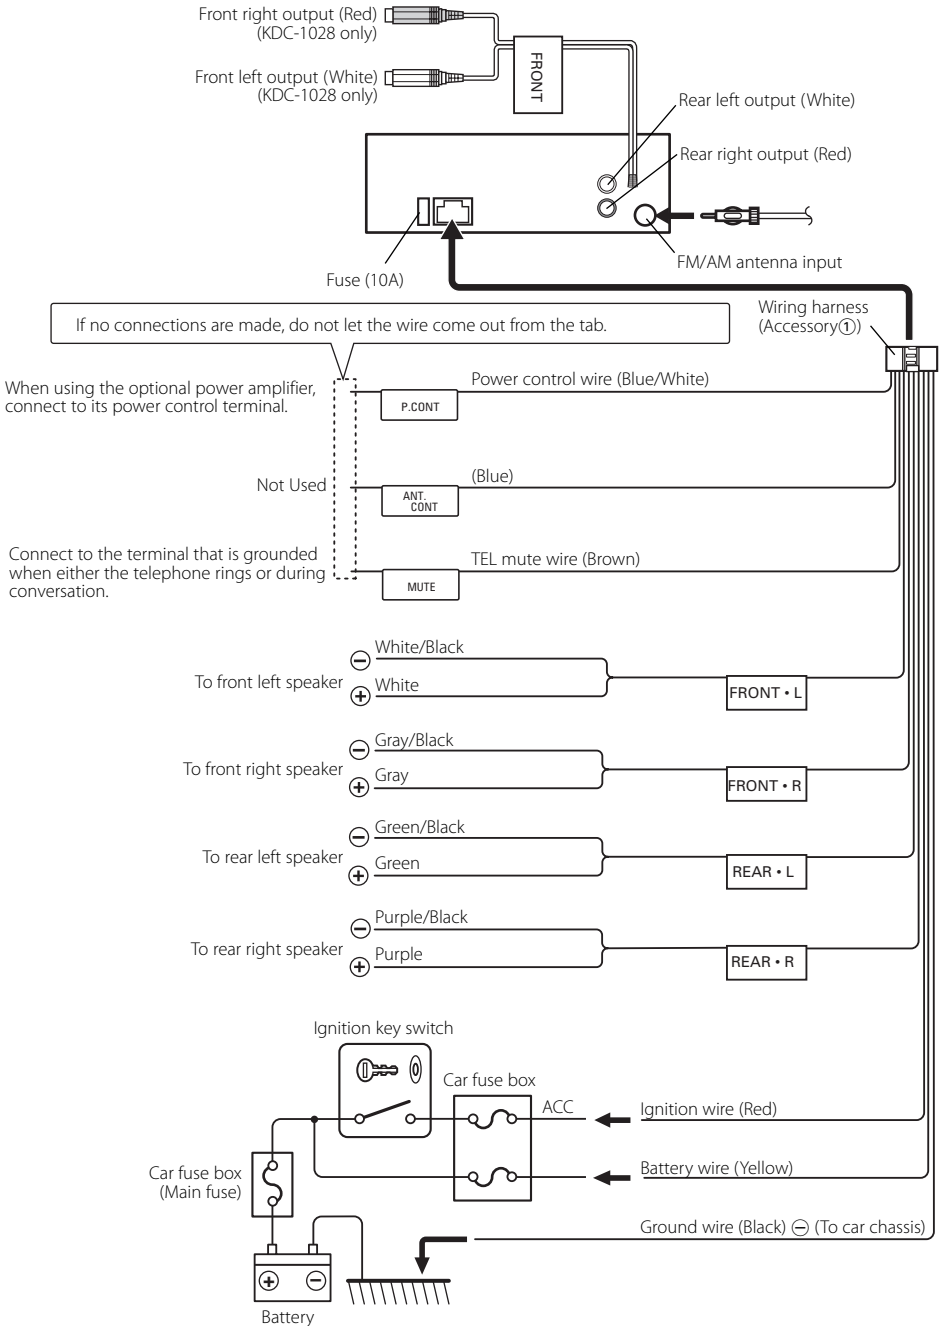 Front right output (Red)
(KDC-1028 only)
Front left output (White)
(KDC-1028 only)
FRONT
Rear left output (White)
Rear right output (Red)
FM/AM antenna input
Fuse (10A)
Wiring harness
(Accessory①)
If no connections are made, do not let the wire come out from the tab.
When using the optional power amplifier,
connect to its power control terminal.
Power control wire (Blue/White)
P.CONT
Not Used
(Blue)
ANT.
CONT
Connect to the terminal that is grounded
when either the telephone rings or during
conversation.
TEL mute wire (Brown)
MUTE
To front left speaker
⊖ White/Black
⊕ White
FRONT • L
To front right speaker
⊖ Gray/Black
⊕ Gray
FRONT • R
To rear left speaker
⊖ Green/Black
⊕ Green
REAR • L
To rear right speaker
⊖ Purple/Black
⊕ Purple
REAR • R
Ignition key switch
Car fuse box
ACC
Ignition wire (Red)
Car fuse box
(Main fuse)
Battery wire (Yellow)
Ground wire (Black) ⊖ (To car chassis)
⊕ ⊖
Battery